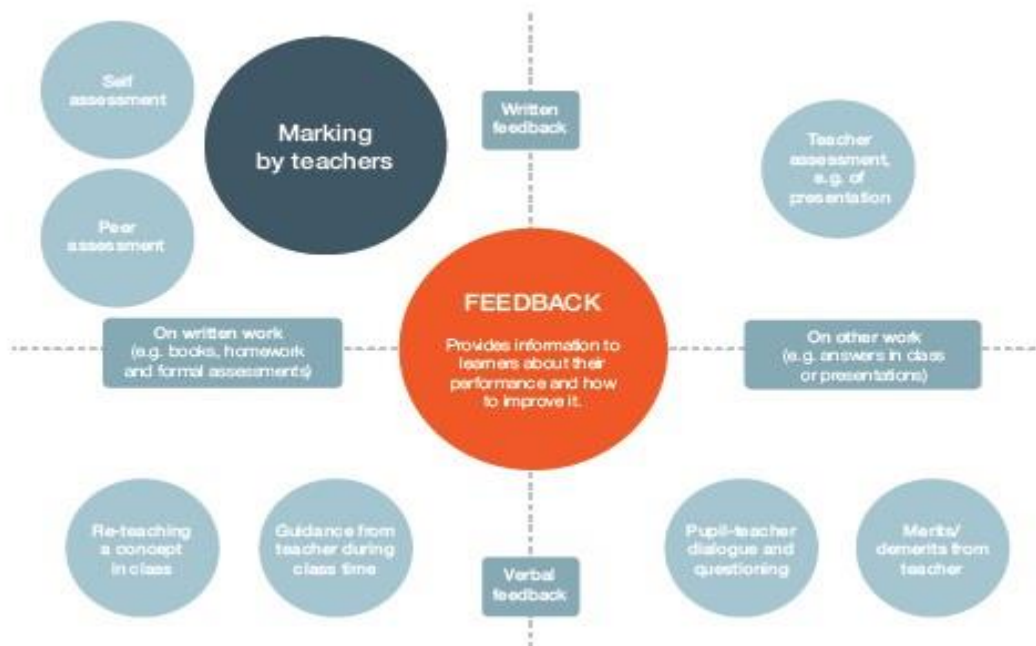 Self
assessment
Marking
by teachers
Written
feedback
Teacher
assessment,
e.g. of
presentation
Peer
assessment
FEEDBACK
Provides information to
learners about their
performance and how
to improve it.
On written work
(e.g. books, homework
and formal assessments)
On other work
(e.g. answers in class
or presentations)
Re-teaching
a concept
in class
Guidance from
teacher during
class time
Verbal
feedback
Pupil-teacher
dialogue and
questioning
Merits/
demerits from
teacher